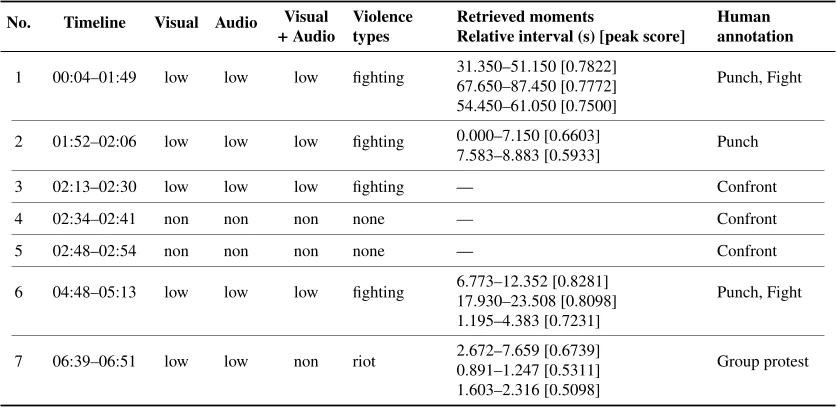 No. Timeline Visual Audio Visual + Audio Violence types Retrieved moments Relative interval (s) [peak score] Human annotation
1 00:04–01:49 low low low fighting 31.350–51.150 [0.7822] Punch, Fight
67.650–87.450 [0.7772]
54.450–61.050 [0.7500]
2 01:52–02:06 low low low fighting 0.000–7.150 [0.6603] Punch
7.583–8.883 [0.5933]
3 02:13–02:30 low low low fighting — Confront
4 02:34–02:41 non non non none — Confront
5 02:48–02:54 non non non none — Confront
6 04:48–05:13 low low low fighting 6.773–12.352 [0.8281] Punch, Fight
17.930–23.508 [0.8098]
1.195–4.383 [0.7231]
7 06:39–06:51 low low non riot 2.672–7.659 [0.6739] Group protest
0.891–1.247 [0.5311]
1.603–2.316 [0.5098]